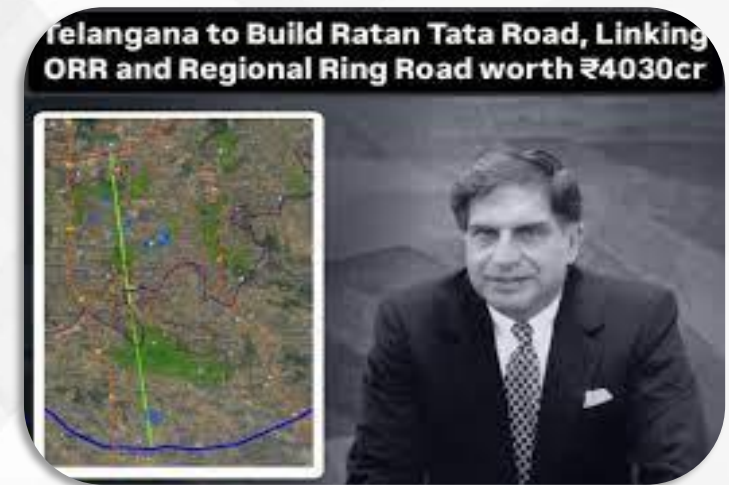 Telangana to Build Ratan Tata Road, Linking
ORR and Regional Ring Road worth ₹4030cr